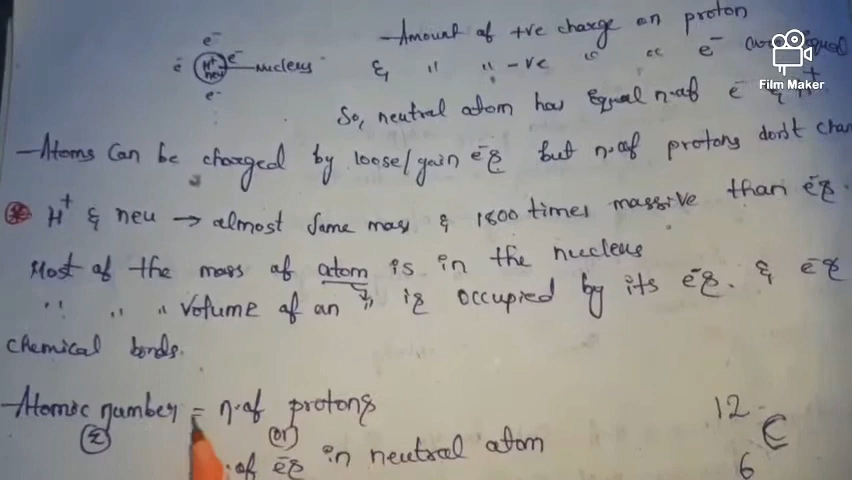 e⁻
e⁻
e⁻
H⁺
neu
nucleus
e⁻
- Amount of +ve charge on proton
& " " -ve " " e⁻
So, neutral atom has equal n.of e⁻ & H⁺
Film Maker
- Atoms can be charged by loose/gain e⁻s but n.of protons don't chan
* H⁺ & neu → almost same mass & 1800 times massive than e⁻s.
Most of the mass of atom is in the nucleus
" " " volume of an " is occupied by its e⁻s. & e⁻s
chemical bonds.
- Atomic number = n.of protons
(Z) (or)
.of e⁻s in neutral atom
12
C
6